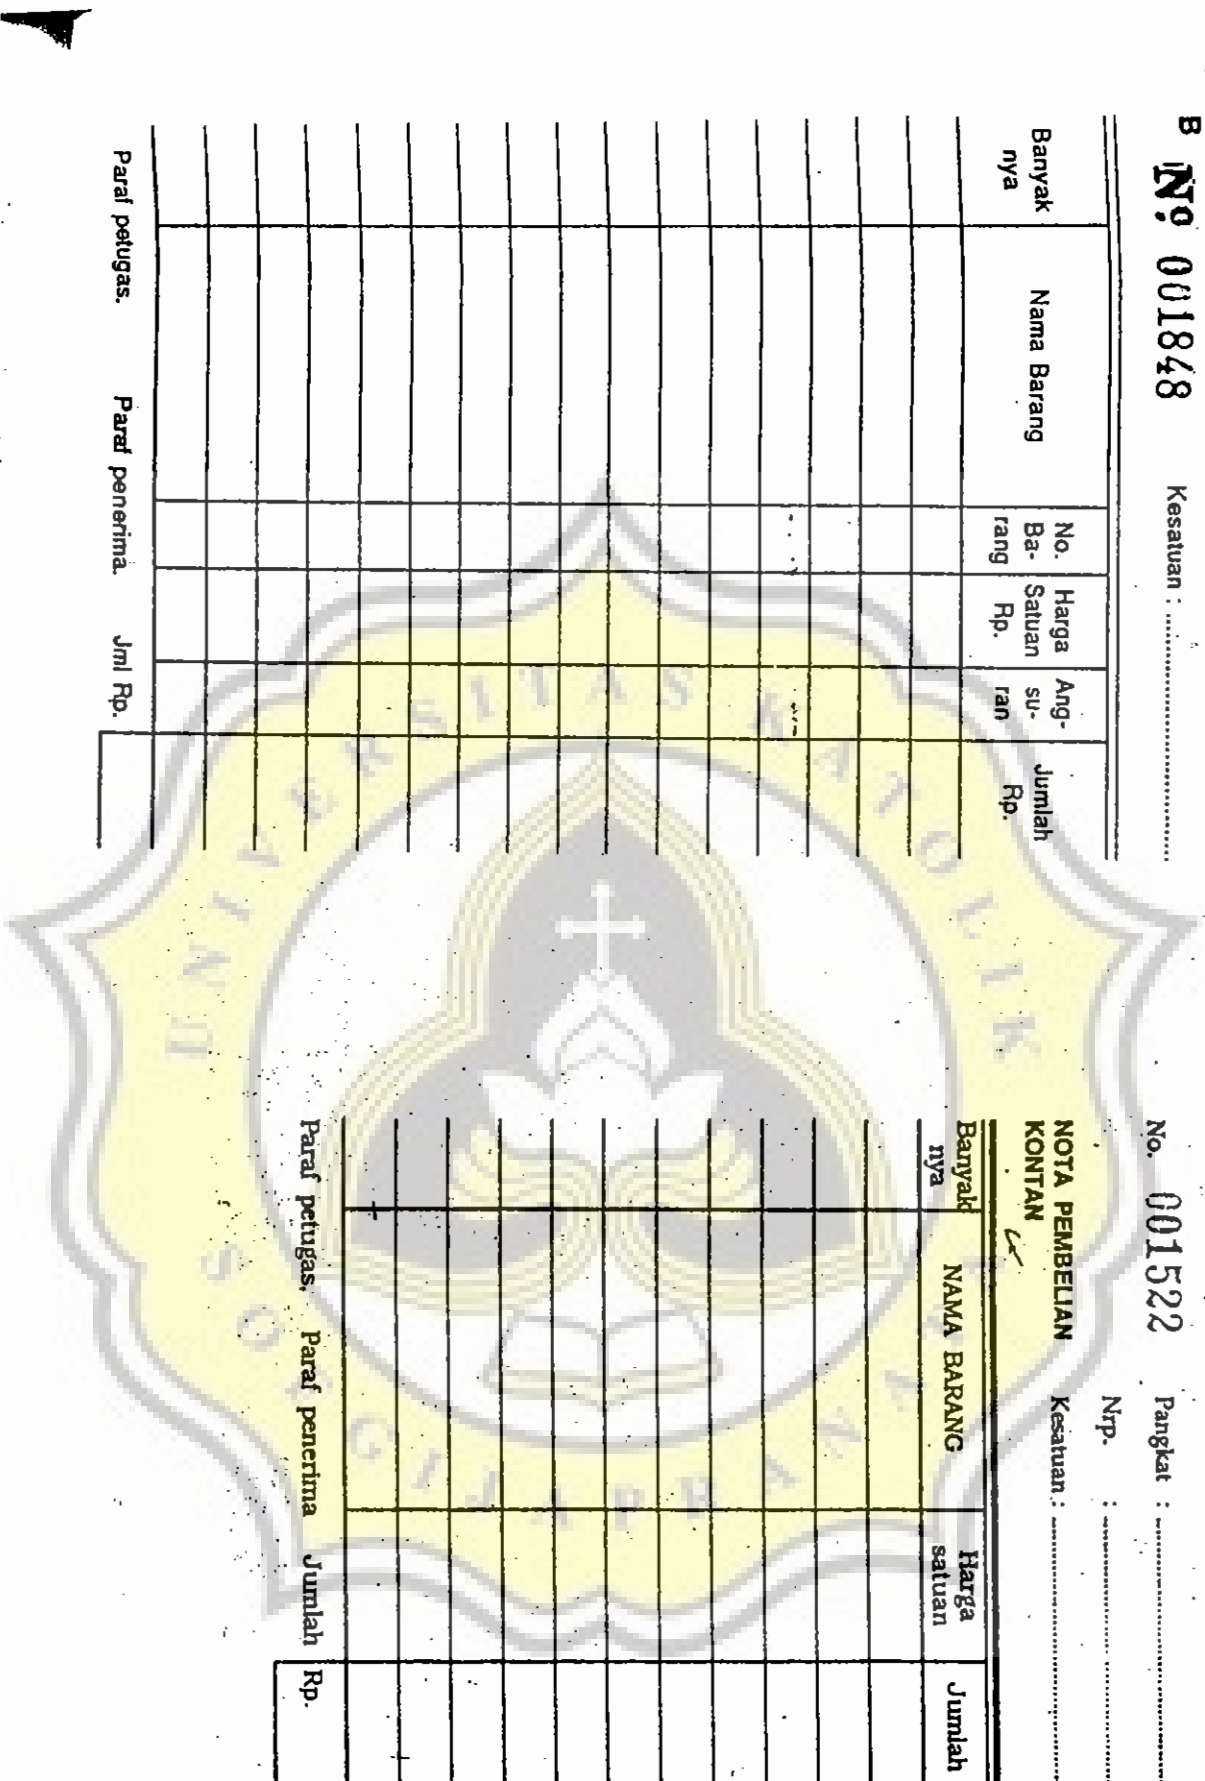 B No 001848
Kesatuan : ..............................
Banyak
nya
Nama Barang
No.
Ba-
rang
Harga
Satuan
Rp.
Ang-
su-
ran
Jumlah
Rp.
Paraf petugas. Paraf penerima. Jml Rp.
No. 001522
Pangkat : ..............................
Nrp. : ..............................
NOTA PEMBELIAN
KONTAN
Kesatuan : ..............................
Banyak
nya
NAMA BARANG
Harga
satuan
Jumlah
Paraf petugas, Paraf penerima Jumlah Rp.
UNIVERSITAS KATOLIK
SOEGIJAPRANATA